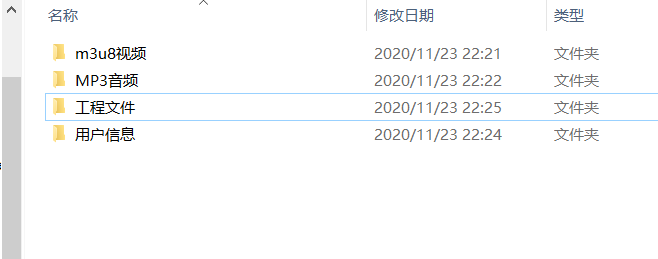 名称 修改日期 类型
m3u8视频 2020/11/23 22:21 文件夹
MP3音频 2020/11/23 22:22 文件夹
工程文件 2020/11/23 22:25 文件夹
用户信息 2020/11/23 22:24 文件夹